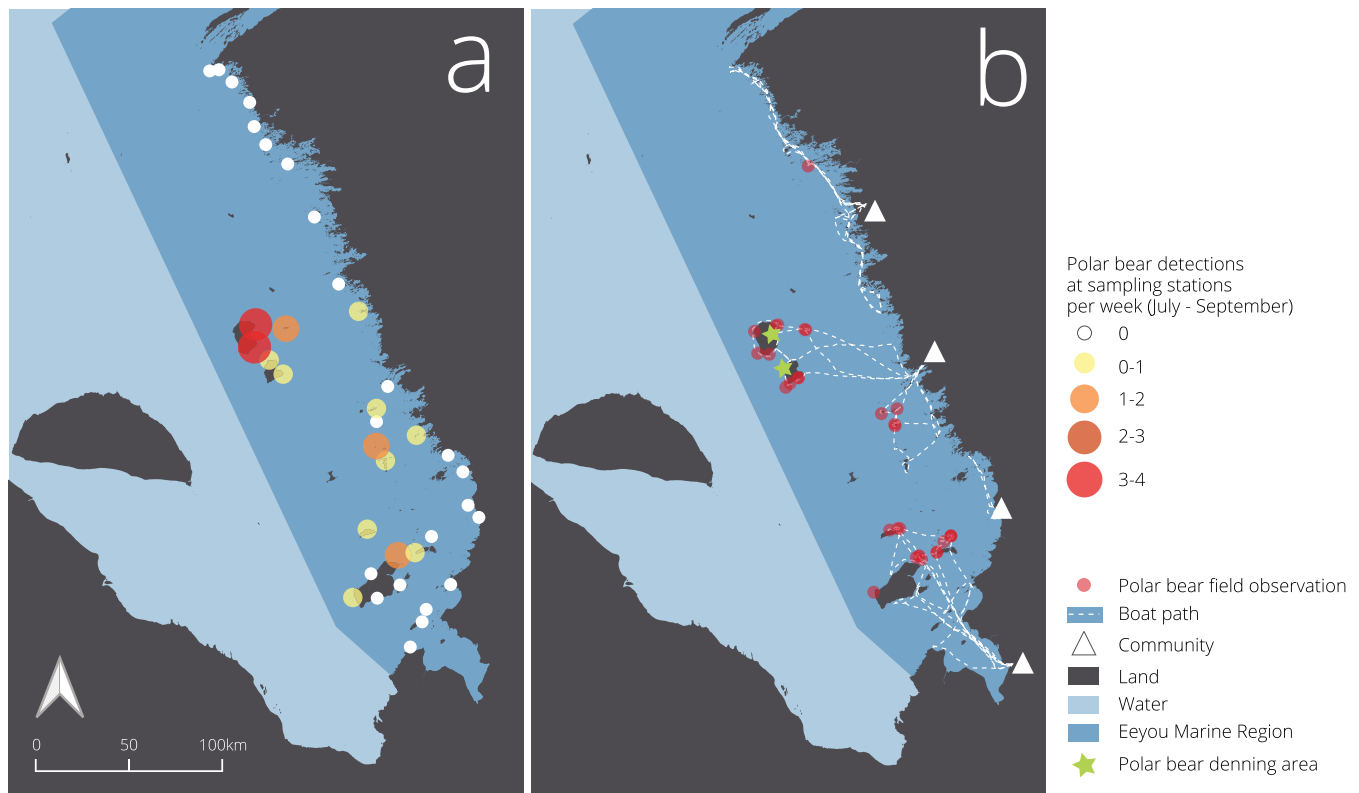 a
b
0
50
100km
Polar bear detections
at sampling stations
per week (July - September)
0
0-1
1-2
2-3
3-4
Polar bear field observation
Boat path
Community
Land
Water
Eeyou Marine Region
Polar bear denning area